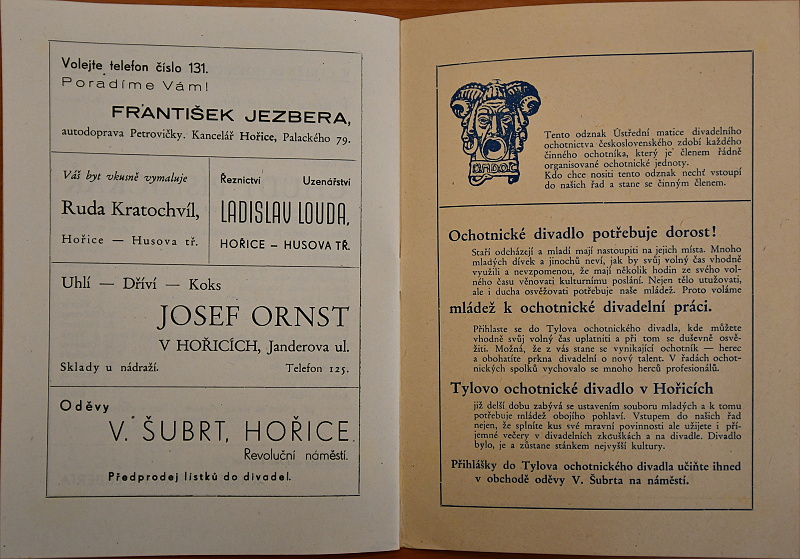 Volejte telefon číslo 131.
Poradíme Vám!
FRANTIŠEK JEZBERA,
autodoprava Petrovičky. Kancelář Hořice, Palackého 79.
Váš byt vkusně vymaluje
Ruda Kratochvíl,
Hořice — Husova tř.
Řeznictví Uzenářství
LADISLAV LOUDA,
HOŘICE – HUSOVA TŘ.
Uhlí — Dříví — Koks
JOSEF ORNST
V HOŘICÍCH, Janderova ul.
Sklady u nádraží. Telefon 125.
Oděvy
V. ŠUBRT, HOŘICE.
Revoluční náměstí.
Předprodej lístků do divadel.
ÚMDOČ
Tento odznak Ústřední matice divadelního
ochotnictva československého zdobí každého
činného ochotníka, který je členem řádně
organisované ochotnické jednoty.
Kdo chce nositi tento odznak nechť vstoupí
do našich řad a stane se činným členem.
Ochotnické divadlo potřebuje dorost!
Staří odcházejí a mladí mají nastoupiti na jejich místa. Mnoho
mladých dívek a jinochů neví, jak by svůj volný čas vhodně
využili a nevzpomenou, že mají několik hodin ze svého vol-
ného času věnovati kulturnímu poslání. Nejen tělo utužovati,
ale i ducha osvěžovati potřebuje naše mládež. Proto voláme
mládež k ochotnické divadelní práci.
Přihlaste se do Tylova ochotnického divadla, kde můžete
vhodně svůj volný čas uplatniti a při tom se duševně osvě-
žiti. Možná, že z vás stane se vynikající ochotník — herec
a obohatíte prkna divadelní o nový talent. V řadách ochot-
nických spolků vychovalo se mnoho herců profesionálů.
Tylovo ochotnické divadlo v Hořicích
již delší dobu zabývá se ustavením souboru mladých a k tomu
potřebuje mládež obojího pohlaví. Vstupem do našich řad
nejen, že splníte kus své mravní povinnosti ale užijete i pří-
jemné večery v divadelních zkouškách a na divadle. Divadlo
bylo, je a zůstane stánkem nejvyšší kultury.
Přihlášky do Tylova ochotnického divadla učiňte ihned
v obchodě oděvy V. Šubrta na náměstí.